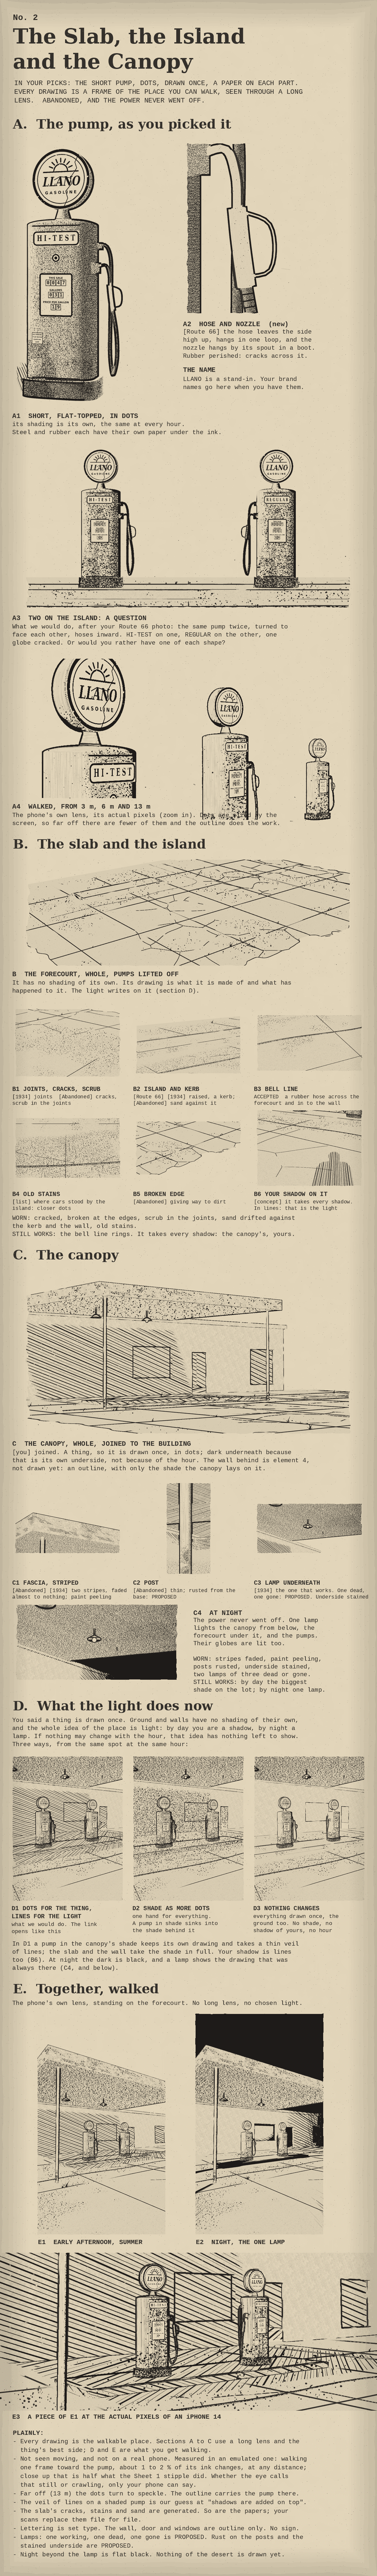 No. 2
The Slab, the Island
and the Canopy
IN YOUR PICKS: THE SHORT PUMP, DOTS, DRAWN ONCE, A PAPER ON EACH PART.
EVERY DRAWING IS A FRAME OF THE PLACE YOU CAN WALK, SEEN THROUGH A LONG
LENS.  ABANDONED, AND THE POWER NEVER WENT OFF.
A. The pump, as you picked it
LLANO
GASOLINE
HI-TEST
A2 HOSE AND NOZZLE (new)
[Route 66] the hose leaves the side
high up, hangs in one loop, and the
nozzle hangs by its spout in a boot.
Rubber perished: cracks across it.
THE NAME
LLANO is a stand-in. Your brand
names go here when you have them.
A1 SHORT, FLAT-TOPPED, IN DOTS
its shading is its own, the same at every hour.
Steel and rubber each have their own paper under the ink.
LLANO
HI-TEST
LLANO
REGULAR
A3 TWO ON THE ISLAND: A QUESTION
What we would do, after your Route 66 photo: the same pump twice, turned to
face each other, hoses inward. HI-TEST on one, REGULAR on the other, one
globe cracked. Or would you rather have one of each shape?
LLANO
GASOLINE
HI-TEST
LLANO
HI-TEST
A4 WALKED, FROM 3 m, 6 m AND 13 m
The phone's own lens, its actual pixels (zoom in). by the
screen, so far off there are fewer of them and the outline does the work.
B. The slab and the island
B THE FORECOURT, WHOLE, PUMPS LIFTED OFF
It has no shading of its own. Its drawing is what it is made of and what has
happened to it. The light writes on it (section D).
B1 JOINTS, CRACKS, SCRUB
[1934] joints [Abandoned] cracks,
scrub in the joints
B2 ISLAND AND KERB
[Route 66] [1934] raised, a kerb;
[Abandoned] sand against it
B3 BELL LINE
ACCEPTED a rubber hose across the
forecourt and in to the wall
B4 OLD STAINS
[list] where cars stood by the
island: closer dots
B5 BROKEN EDGE
[Abandoned] giving way to dirt
B6 YOUR SHADOW ON IT
[concept] it takes every shadow.
In lines: that is the light
WORN: cracked, broken at the edges, scrub in the joints, sand drifted against
the kerb and the wall, old stains.
STILL WORKS: the bell line rings. It takes every shadow: the canopy's, yours.
C. The canopy
C THE CANOPY, WHOLE, JOINED TO THE BUILDING
[you] joined. A thing, so it is drawn once, in dots; dark underneath because
that is its own underside, not because of the hour. The wall behind is element 4,
not drawn yet: an outline, with only the shade the canopy lays on it.
C1 FASCIA, STRIPED
[Abandoned] [1934] two stripes, faded
almost to nothing; paint peeling
C2 POST
[Abandoned] thin; rusted from the
base: PROPOSED
C3 LAMP UNDERNEATH
[1934] the one that works. One dead,
one gone: PROPOSED. Underside stained
C4 AT NIGHT
The power never went off. One lamp
lights the canopy from below, the
forecourt under it, and the pumps.
Their globes are lit too.
WORN: stripes faded, paint peeling,
posts rusted, underside stained,
two lamps of three dead or gone.
STILL WORKS: by day the biggest
shade on the lot; by night one lamp.
D. What the light does now
You said a thing is drawn once. Ground and walls have no shading of their own,
and the whole idea of the place is light: by day you are a shadow, by night a
lamp. If nothing may change with the hour, that idea has nothing left to show.
Three ways, from the same spot at the same hour:
D1 DOTS FOR THE THING,
LINES FOR THE LIGHT
what we would do. The link
opens like this
D2 SHADE AS MORE DOTS
one hand for everything.
A pump in shade sinks into
the shade behind it
D3 NOTHING CHANGES
everything drawn once, the
ground too. No shade, no
shadow of yours, no hour
In D1 a pump in the canopy's shade keeps its own drawing and takes a thin veil
of lines; the slab and the wall take the shade in full. Your shadow is lines
too (B6). At night the dark is black, and a lamp shows the drawing that was
always there (C4, and below).
E. Together, walked
The phone's own lens, standing on the forecourt. No long lens, no chosen light.
E1 EARLY AFTERNOON, SUMMER
E2 NIGHT, THE ONE LAMP
LLANO
LLANO
E3 A PIECE OF E1 AT THE ACTUAL PIXELS OF AN iPHONE 14
PLAINLY:
- Every drawing is the walkable place. Sections A to C use a long lens and the
thing's best side; D and E are what you get walking.
- Not seen moving, and not on a real phone. Measured in an emulated one: walking
one frame toward the pump, about 1 to 2 % of its ink changes, at any distance;
close up that is half what the Sheet 1 stipple did. Whether the eye calls
that still or crawling, only your phone can say.
- Far off (13 m) the dots turn to speckle. The outline carries the pump there.
- The veil of lines on a shaded pump is our guess at "shadows are added on top".
- The slab's cracks, stains and sand are generated. So are the papers; your
scans replace them file for file.
- Lettering is set type. The wall, door and windows are outline only. No sign.
- Lamps: one working, one dead, one gone is PROPOSED. Rust on the posts and the
stained underside are PROPOSED.
- Night beyond the lamp is flat black. Nothing of the desert is drawn yet.